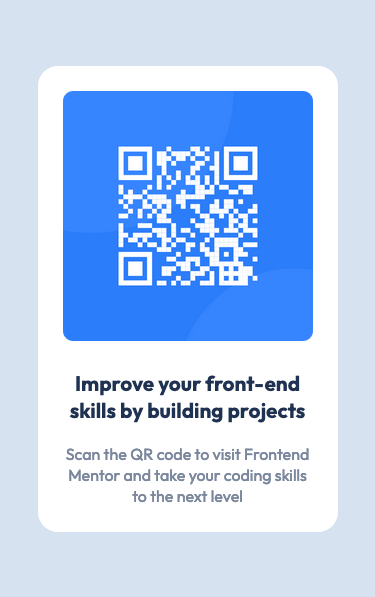 Improve your front-end
skills by building projects
Scan the QR code to visit Frontend
Mentor and take your coding skills
to the next level